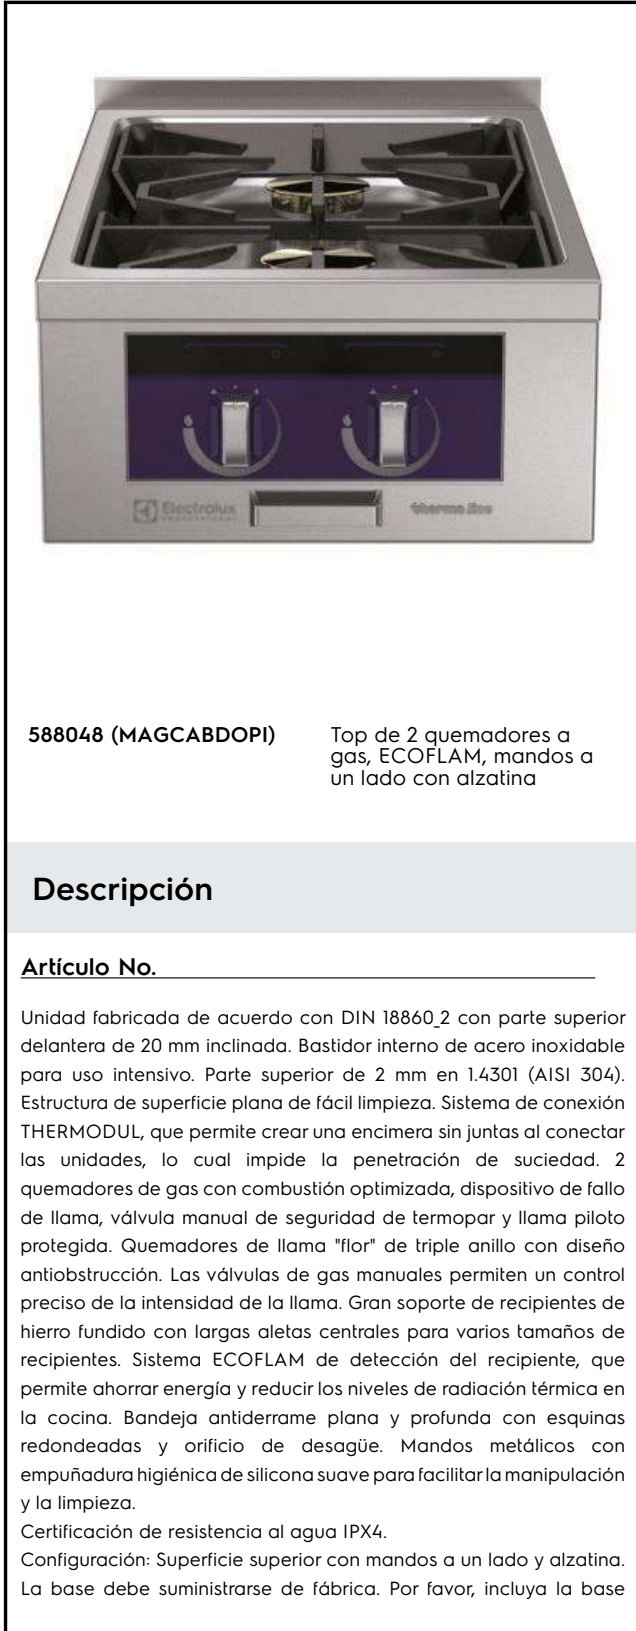 Electrolux
PROFESSIONAL
thermaline
588048 (MAGCABDOPI)
Top de 2 quemadores a
gas, ECOFLAM, mandos a
un lado con alzatina
Descripción
Artículo No.
Unidad fabricada de acuerdo con DIN 18860_2 con parte superior
delantera de 20 mm inclinada. Bastidor interno de acero inoxidable
para uso intensivo. Parte superior de 2 mm en 1.4301 (AISI 304).
Estructura de superficie plana de fácil limpieza. Sistema de conexión
THERMODUL, que permite crear una encimera sin juntas al conectar
las unidades, lo cual impide la penetración de suciedad. 2
quemadores de gas con combustión optimizada, dispositivo de fallo
de llama, válvula manual de seguridad de termopar y llama piloto
protegida. Quemadores de llama "flor" de triple anillo con diseño
antiobstrucción. Las válvulas de gas manuales permiten un control
preciso de la intensidad de la llama. Gran soporte de recipientes de
hierro fundido con largas aletas centrales para varios tamaños de
recipientes. Sistema ECOFLAM de detección del recipiente, que
permite ahorrar energía y reducir los niveles de radiación térmica en
la cocina. Bandeja antiderrame plana y profunda con esquinas
redondeadas y orificio de desagüe. Mandos metálicos con
empuñadura higiénica de silicona suave para facilitar la manipulación
y la limpieza.
Certificación de resistencia al agua IPX4.
Configuración: Superficie superior con mandos a un lado y alzatina.
La base debe suministrarse de fábrica. Por favor, incluya la base